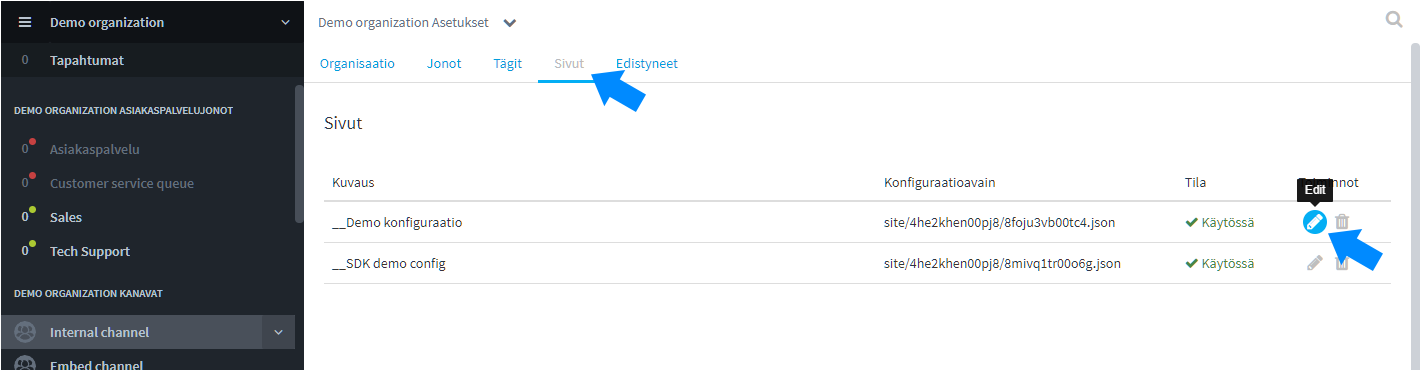 Demo organization
0 Tapahtumat
DEMO ORGANIZATION ASIAKASPALVELUJONOT
0 Asiakaspalvelu
0 Customer service queue
0 Sales
0 Tech Support
DEMO ORGANIZATION KANAVAT
Internal channel
Embed channel
Demo organization Asetukset
Organisaatio Jonot Tägit Sivut Edistyneet
Sivut
Edit
Kuvaus Konfiguraatioavain Tila
__Demo konfiguraatio site/4he2khen00pj8/8foju3vb00tc4.json Käytössä
__SDK demo config site/4he2khen00pj8/8mivq1tr00o6g.json Käytössä